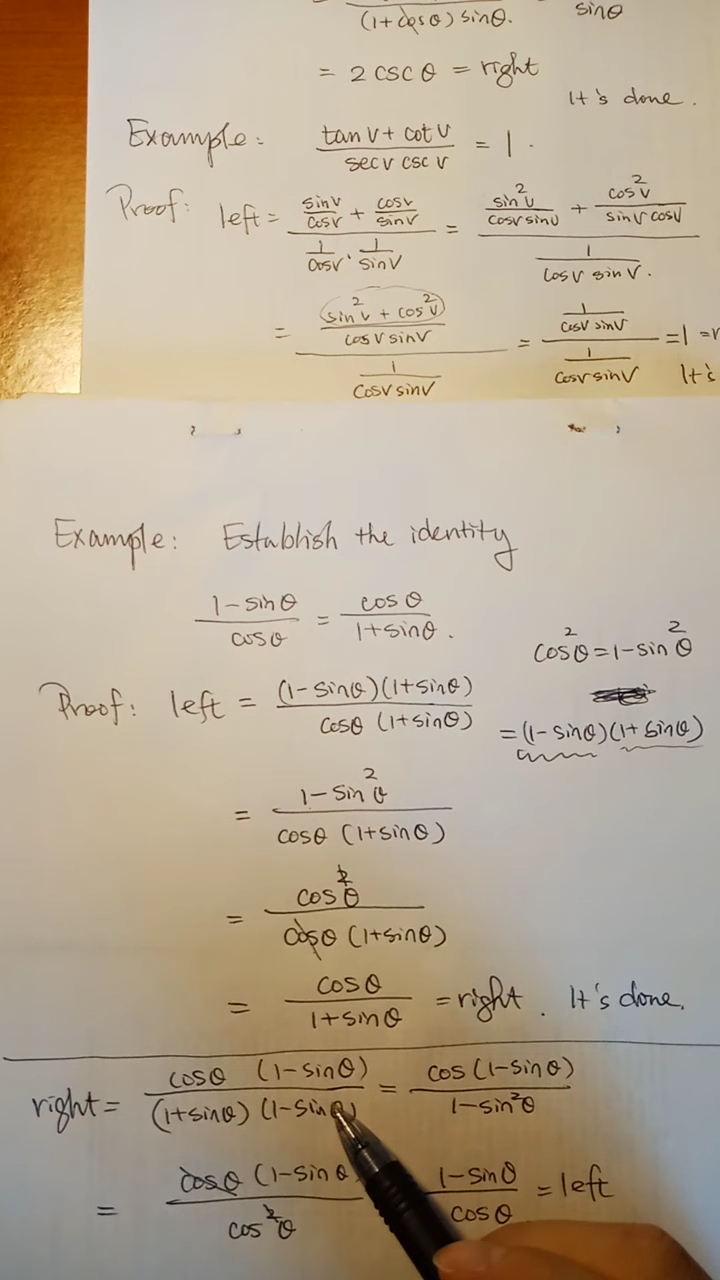 (1+cosθ) sinθ. sinθ
= 2 cscθ = right
It's done.
Example: (tan v + cot v)/(sec v csc v) = 1.
Proof: left = (sin v/cos v + cos v/sin v)/(1/cos v · 1/sin v) = (sin² v/(cos v sin v) + cos² v/(sin v cos v))/(1/(cos v sin v)).
= ((sin² v + cos² v)/(cos v sin v))/(1/(cos v sin v)) = (1/(cos v sin v))/(1/(cos v sin v)) = 1 =
It's
Example: Establish the identity
(1-sinθ)/cosθ = cosθ/(1+sinθ).
cos²θ = 1-sin²θ
Proof: left = ((1-sinθ)(1+sinθ))/(cosθ (1+sinθ))
= (1-sinθ)(1+sinθ)
= (1-sin²θ)/(cosθ (1+sinθ))
= cos²θ/(cosθ (1+sinθ))
= cosθ/(1+sinθ) = right. It's done.
right = (cosθ (1-sinθ))/((1+sinθ)(1-sinθ)) = (cos (1-sinθ))/(1-sin²θ)
= (cosθ (1-sinθ)/(cos²θ) (1-sinθ)/cosθ = left